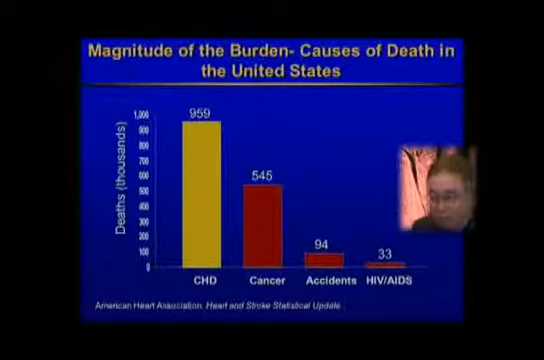 Magnitude of the Burden- Causes of Death in
the United States
Deaths (thousands)
1,000
900
800
700
600
500
400
300
200
100
0
959
545
94
33
CHD
Cancer
Accidents
HIV/AIDS
American Heart Association. Heart and Stroke Statistical Update.